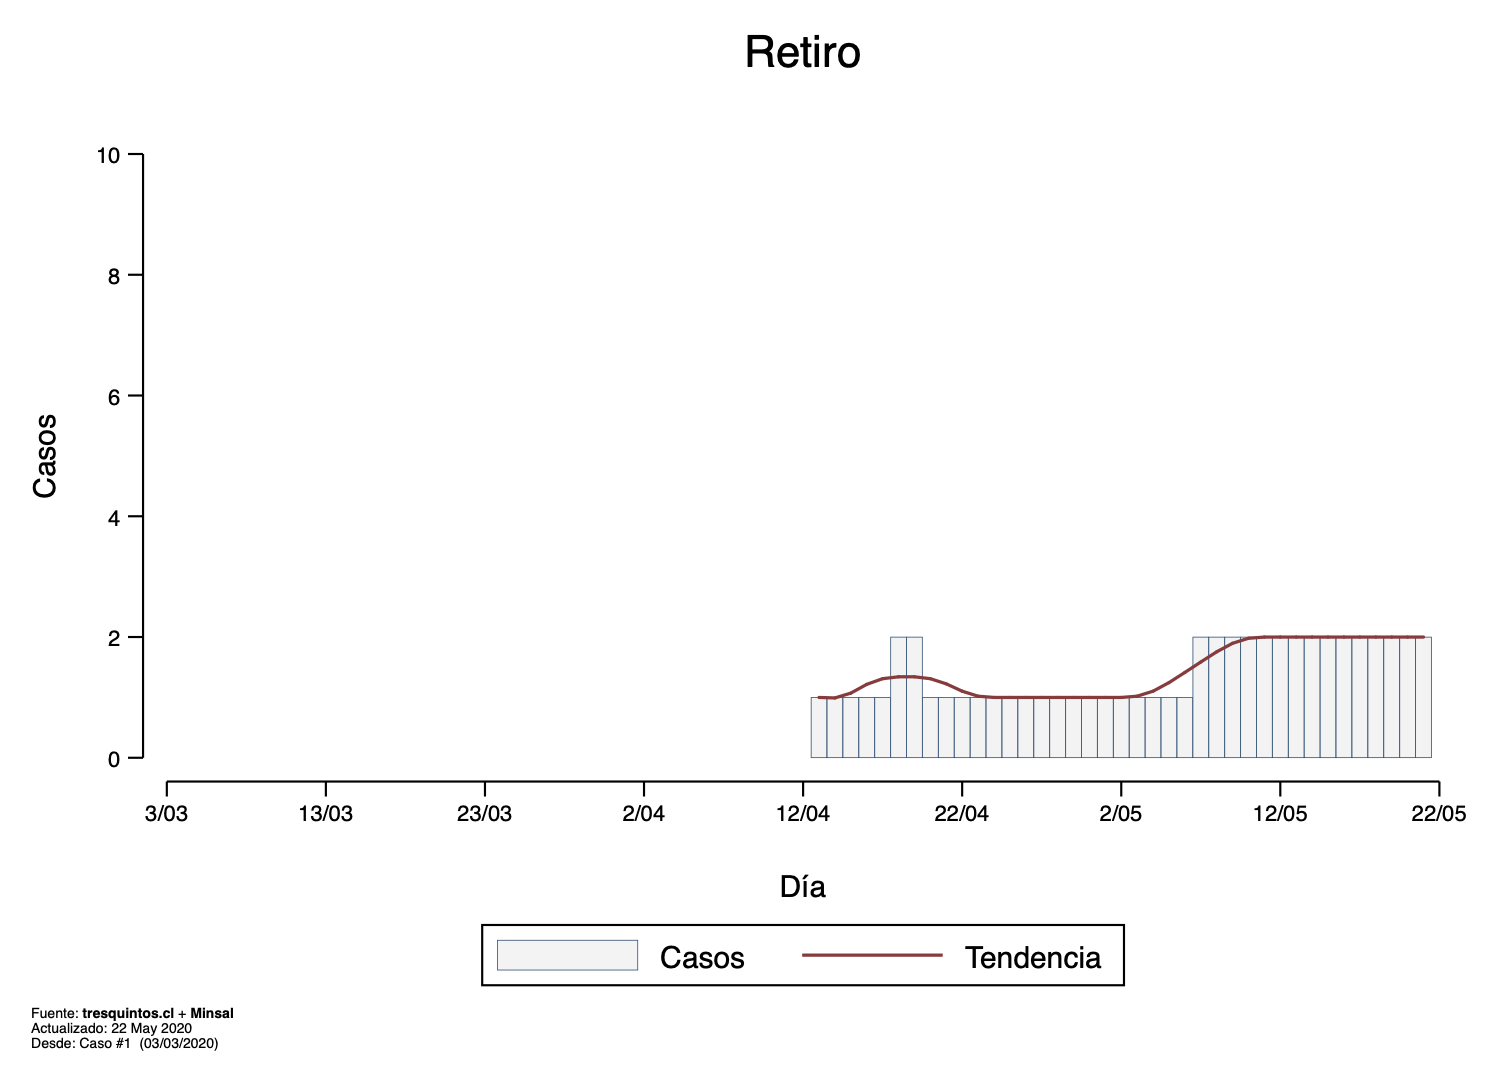 Retiro
Casos
10
8
6
4
2
0
3/03 13/03 23/03 2/04 12/04 22/04 2/05 12/05 22/05
Día
Casos Tendencia
Fuente: tresquintos.cl + Minsal
Actualizado: 22 May 2020
Desde: Caso #1 (03/03/2020)